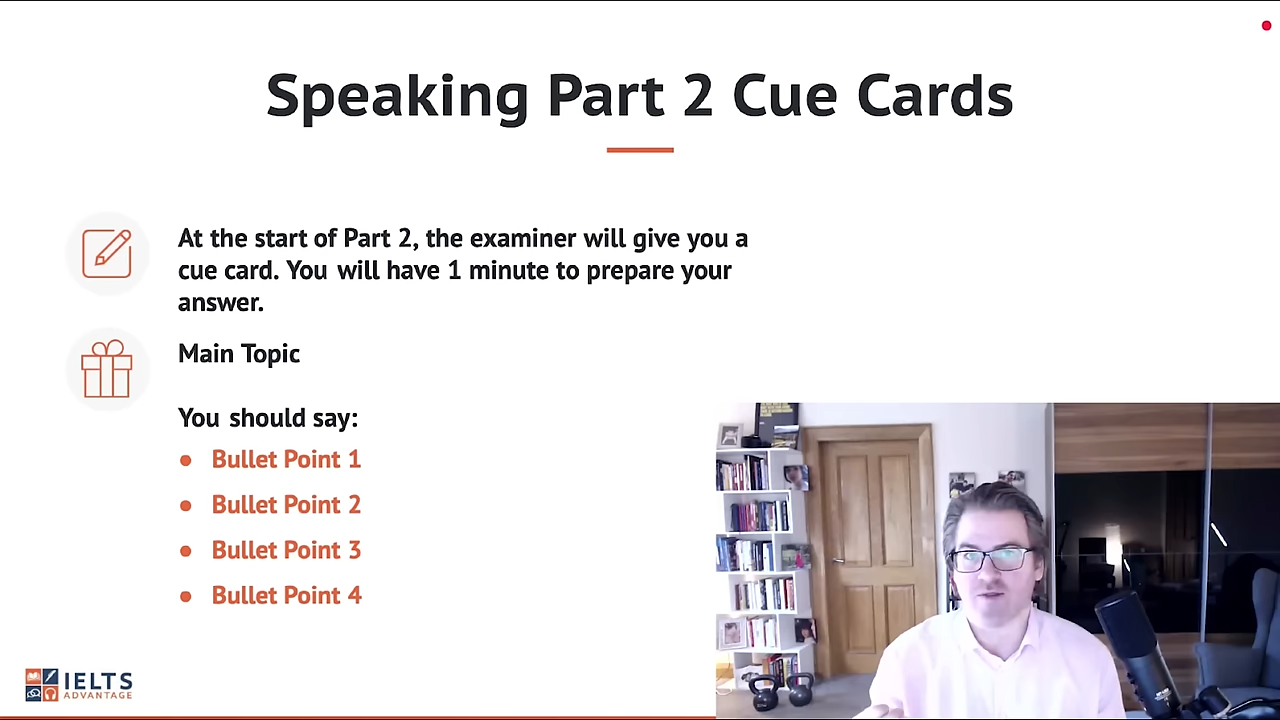 Speaking Part 2 Cue Cards
At the start of Part 2, the examiner will give you a
cue card. You will have 1 minute to prepare your
answer.
Main Topic
You should say:
● Bullet Point 1
● Bullet Point 2
● Bullet Point 3
● Bullet Point 4
IELTS
ADVANTAGE